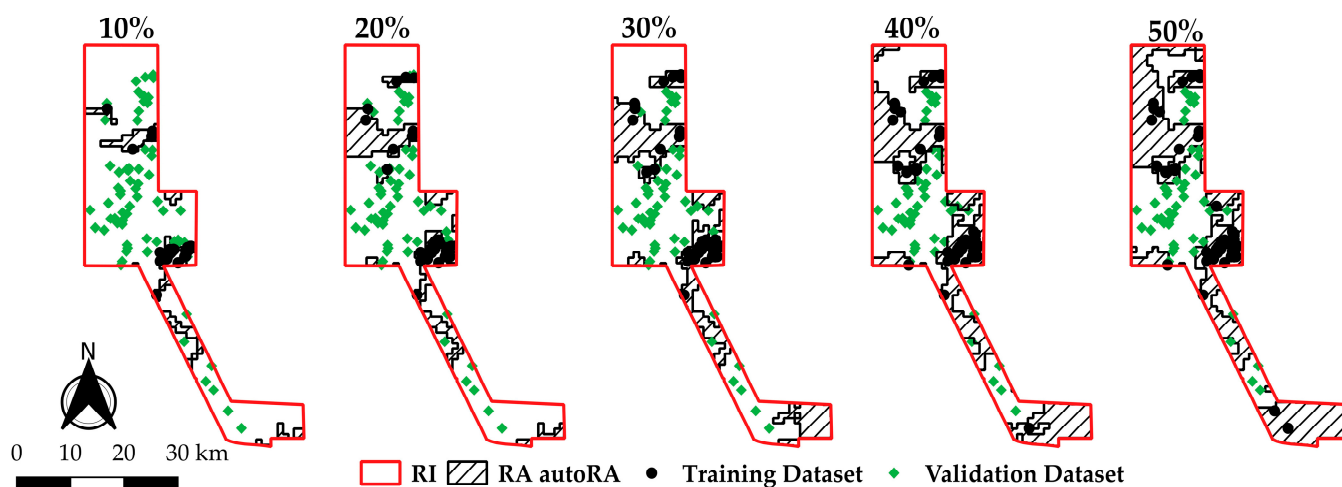 10% 20% 30% 40% 50%
N
0 10 20 30 km
RI RA autoRA Training Dataset Validation Dataset